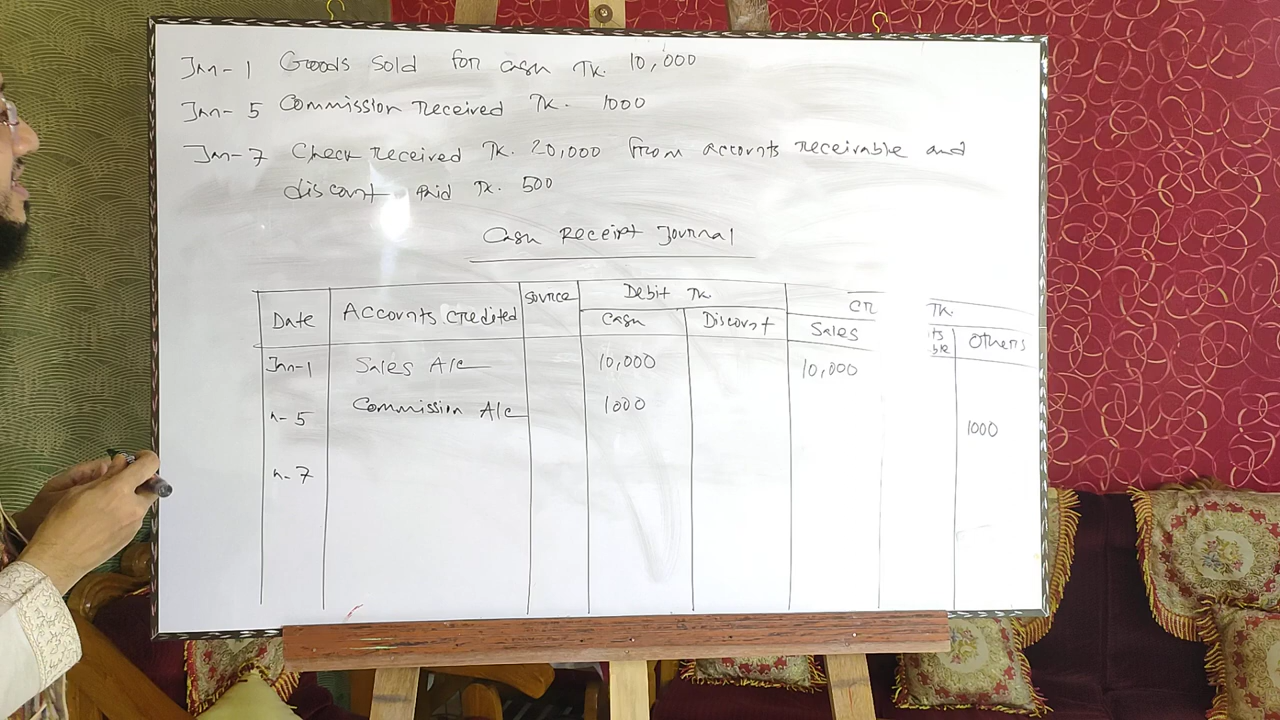 Jan-1 Goods sold for cash Tk. 10,000
Jan-5 Commission received Tk. 1000
Jan-7 Check received Tk. 20,000 from accounts receivable and
discount Paid Tk. 500
Cash Receipt Journal
Date Accounts credited source Debit Tk. Cr Tk.
Cash Discount Sales Others
Jan-1 Sales A/c 10,000 10,000
n-5 Commission A/c 1000 1000
n-7